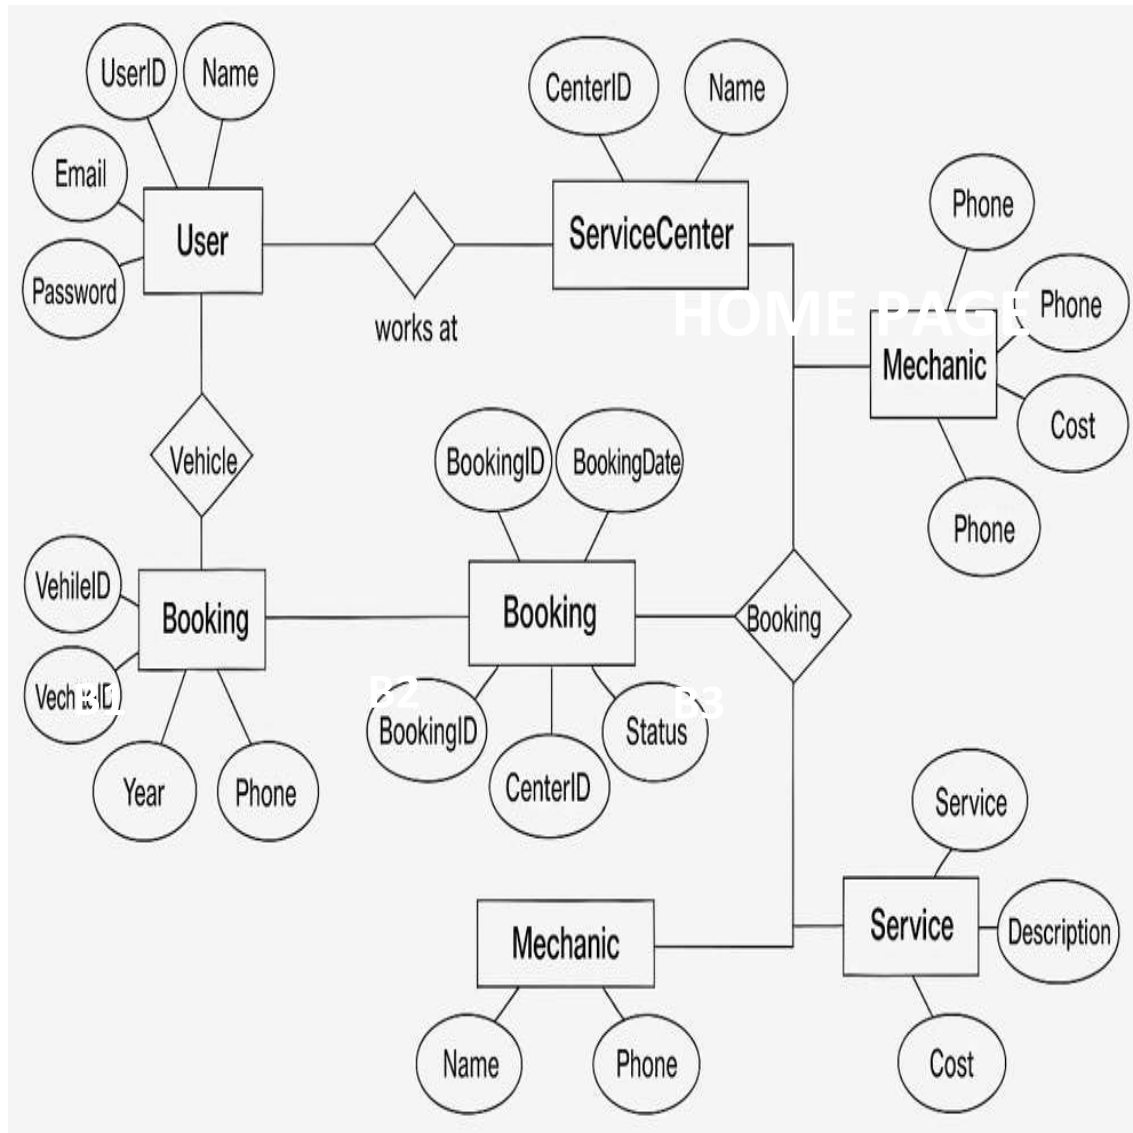 UserID
Name
CenterID
Name
Email
Phone
User
ServiceCenter
Password
HOME PAGE
Phone
works at
Mechanic
Cost
Vehicle
BookingID
BookingDate
Phone
VehileID
Booking
Booking
Booking
B1
B2
B3
BookingID
Status
Year
Phone
CenterID
Service
Service
Description
Mechanic
Name
Phone
Cost